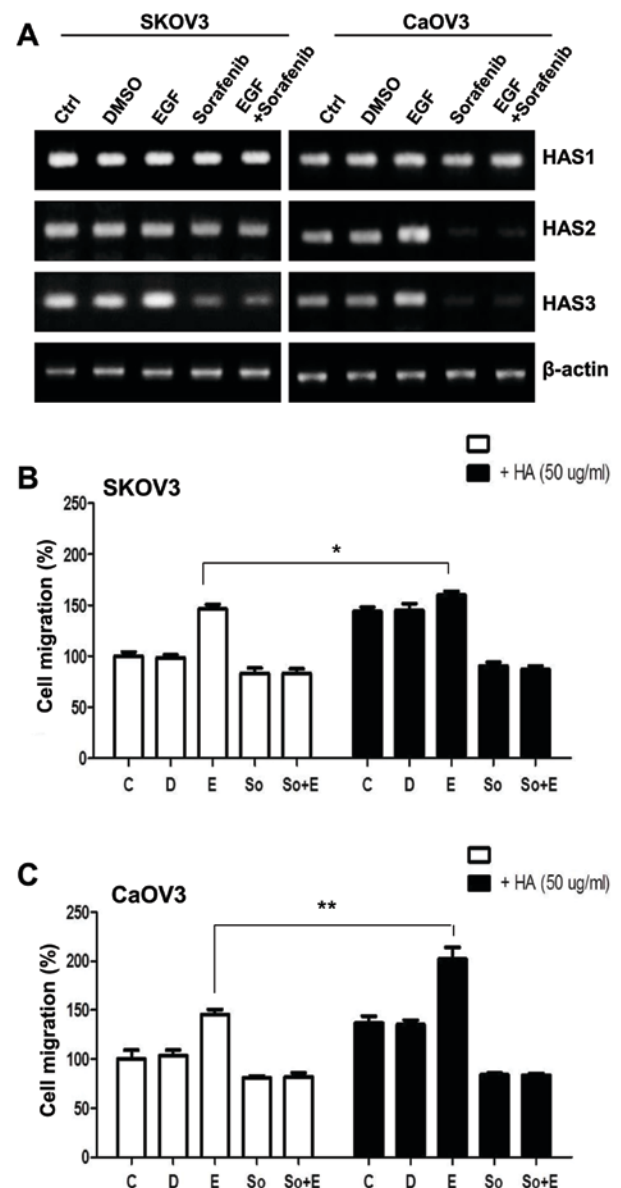 A
SKOV3 CaOV3
Ctrl DMSO EGF Sorafenib EGF +Sorafenib Ctrl DMSO EGF Sorafenib EGF +Sorafenib
HAS1
HAS2
HAS3
β-actin
B SKOV3
+ HA (50 ug/ml)
Cell migration (%)
250
200
150
100
50
0
*
C D E So So+E C D E So So+E
C CaOV3
+ HA (50 ug/ml)
Cell migration (%)
250
200
150
100
50
0
**
C D E So So+E C D E So So+E